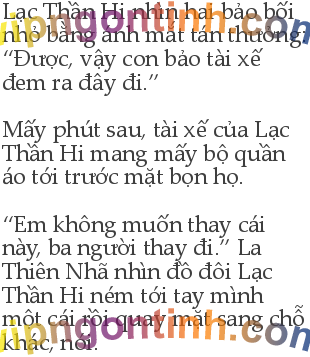 Lạc Thần Hi nhìn hai bảo bối
nhỏ bằng ánh mắt tán thưởng:
“Được, vậy con bảo tài xế
đem ra đây đi.”
Mấy phút sau, tài xế của Lạc
Thần Hi mang mấy bộ quần
áo tới trước mặt bọn họ.
“Em không muốn thay cái
này, ba người thay đi.” La
Thiên Nhã nhìn đồ đôi Lạc
Thần Hi ném tới tay mình
một cái rồi quay mặt sang chỗ
khác, nói.